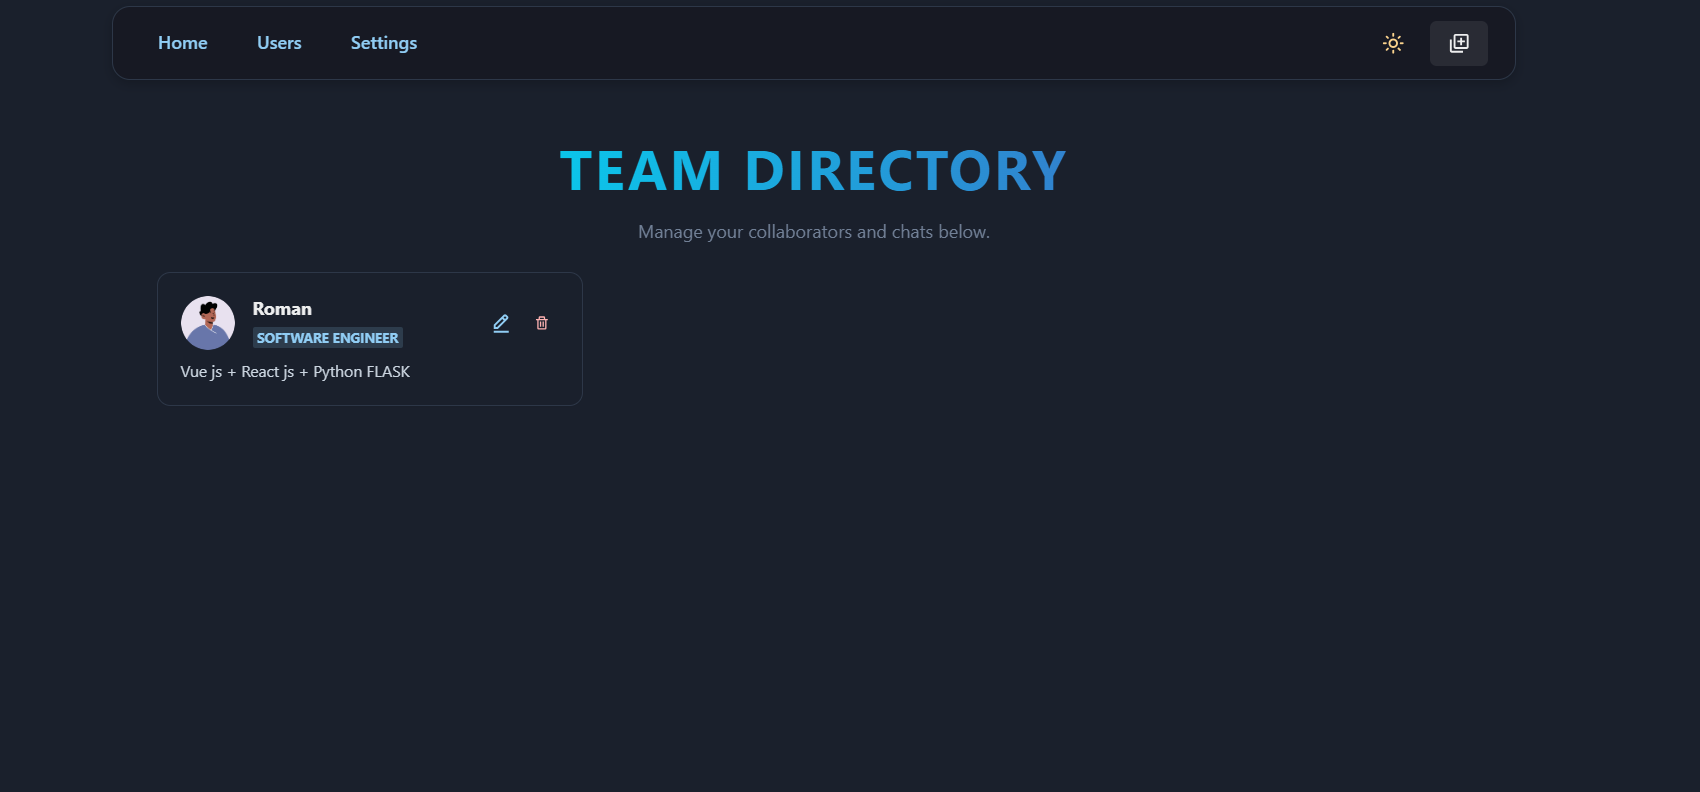 Home Users Settings
TEAM DIRECTORY
Manage your collaborators and chats below.
Roman
SOFTWARE ENGINEER
Vue js + React js + Python FLASK